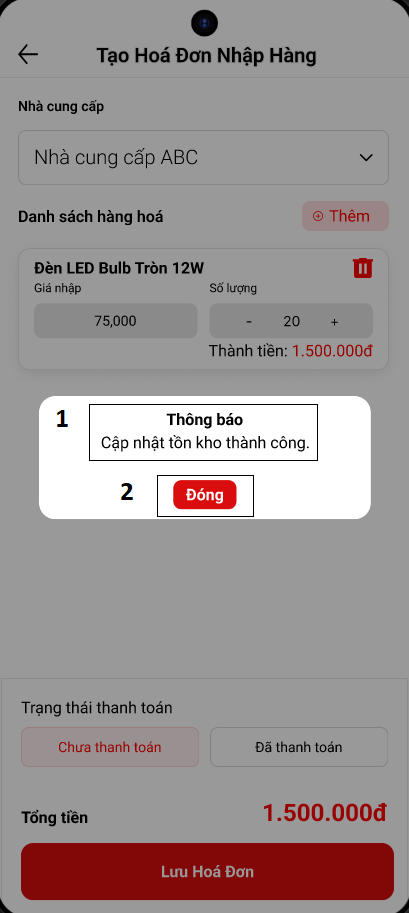 Tạo Hoá Đơn Nhập Hàng
Nhà cung cấp
Nhà cung cấp ABC
Danh sách hàng hoá
Thêm
Đèn LED Bulb Tròn 12W
Giá nhập
Số lượng
75,000
- 20 +
Thành tiền: 1.500.000đ
1
Thông báo
Cập nhật tồn kho thành công.
2
Đóng
Trạng thái thanh toán
Chưa thanh toán
Đã thanh toán
Tổng tiền
1.500.000đ
Lưu Hoá Đơn